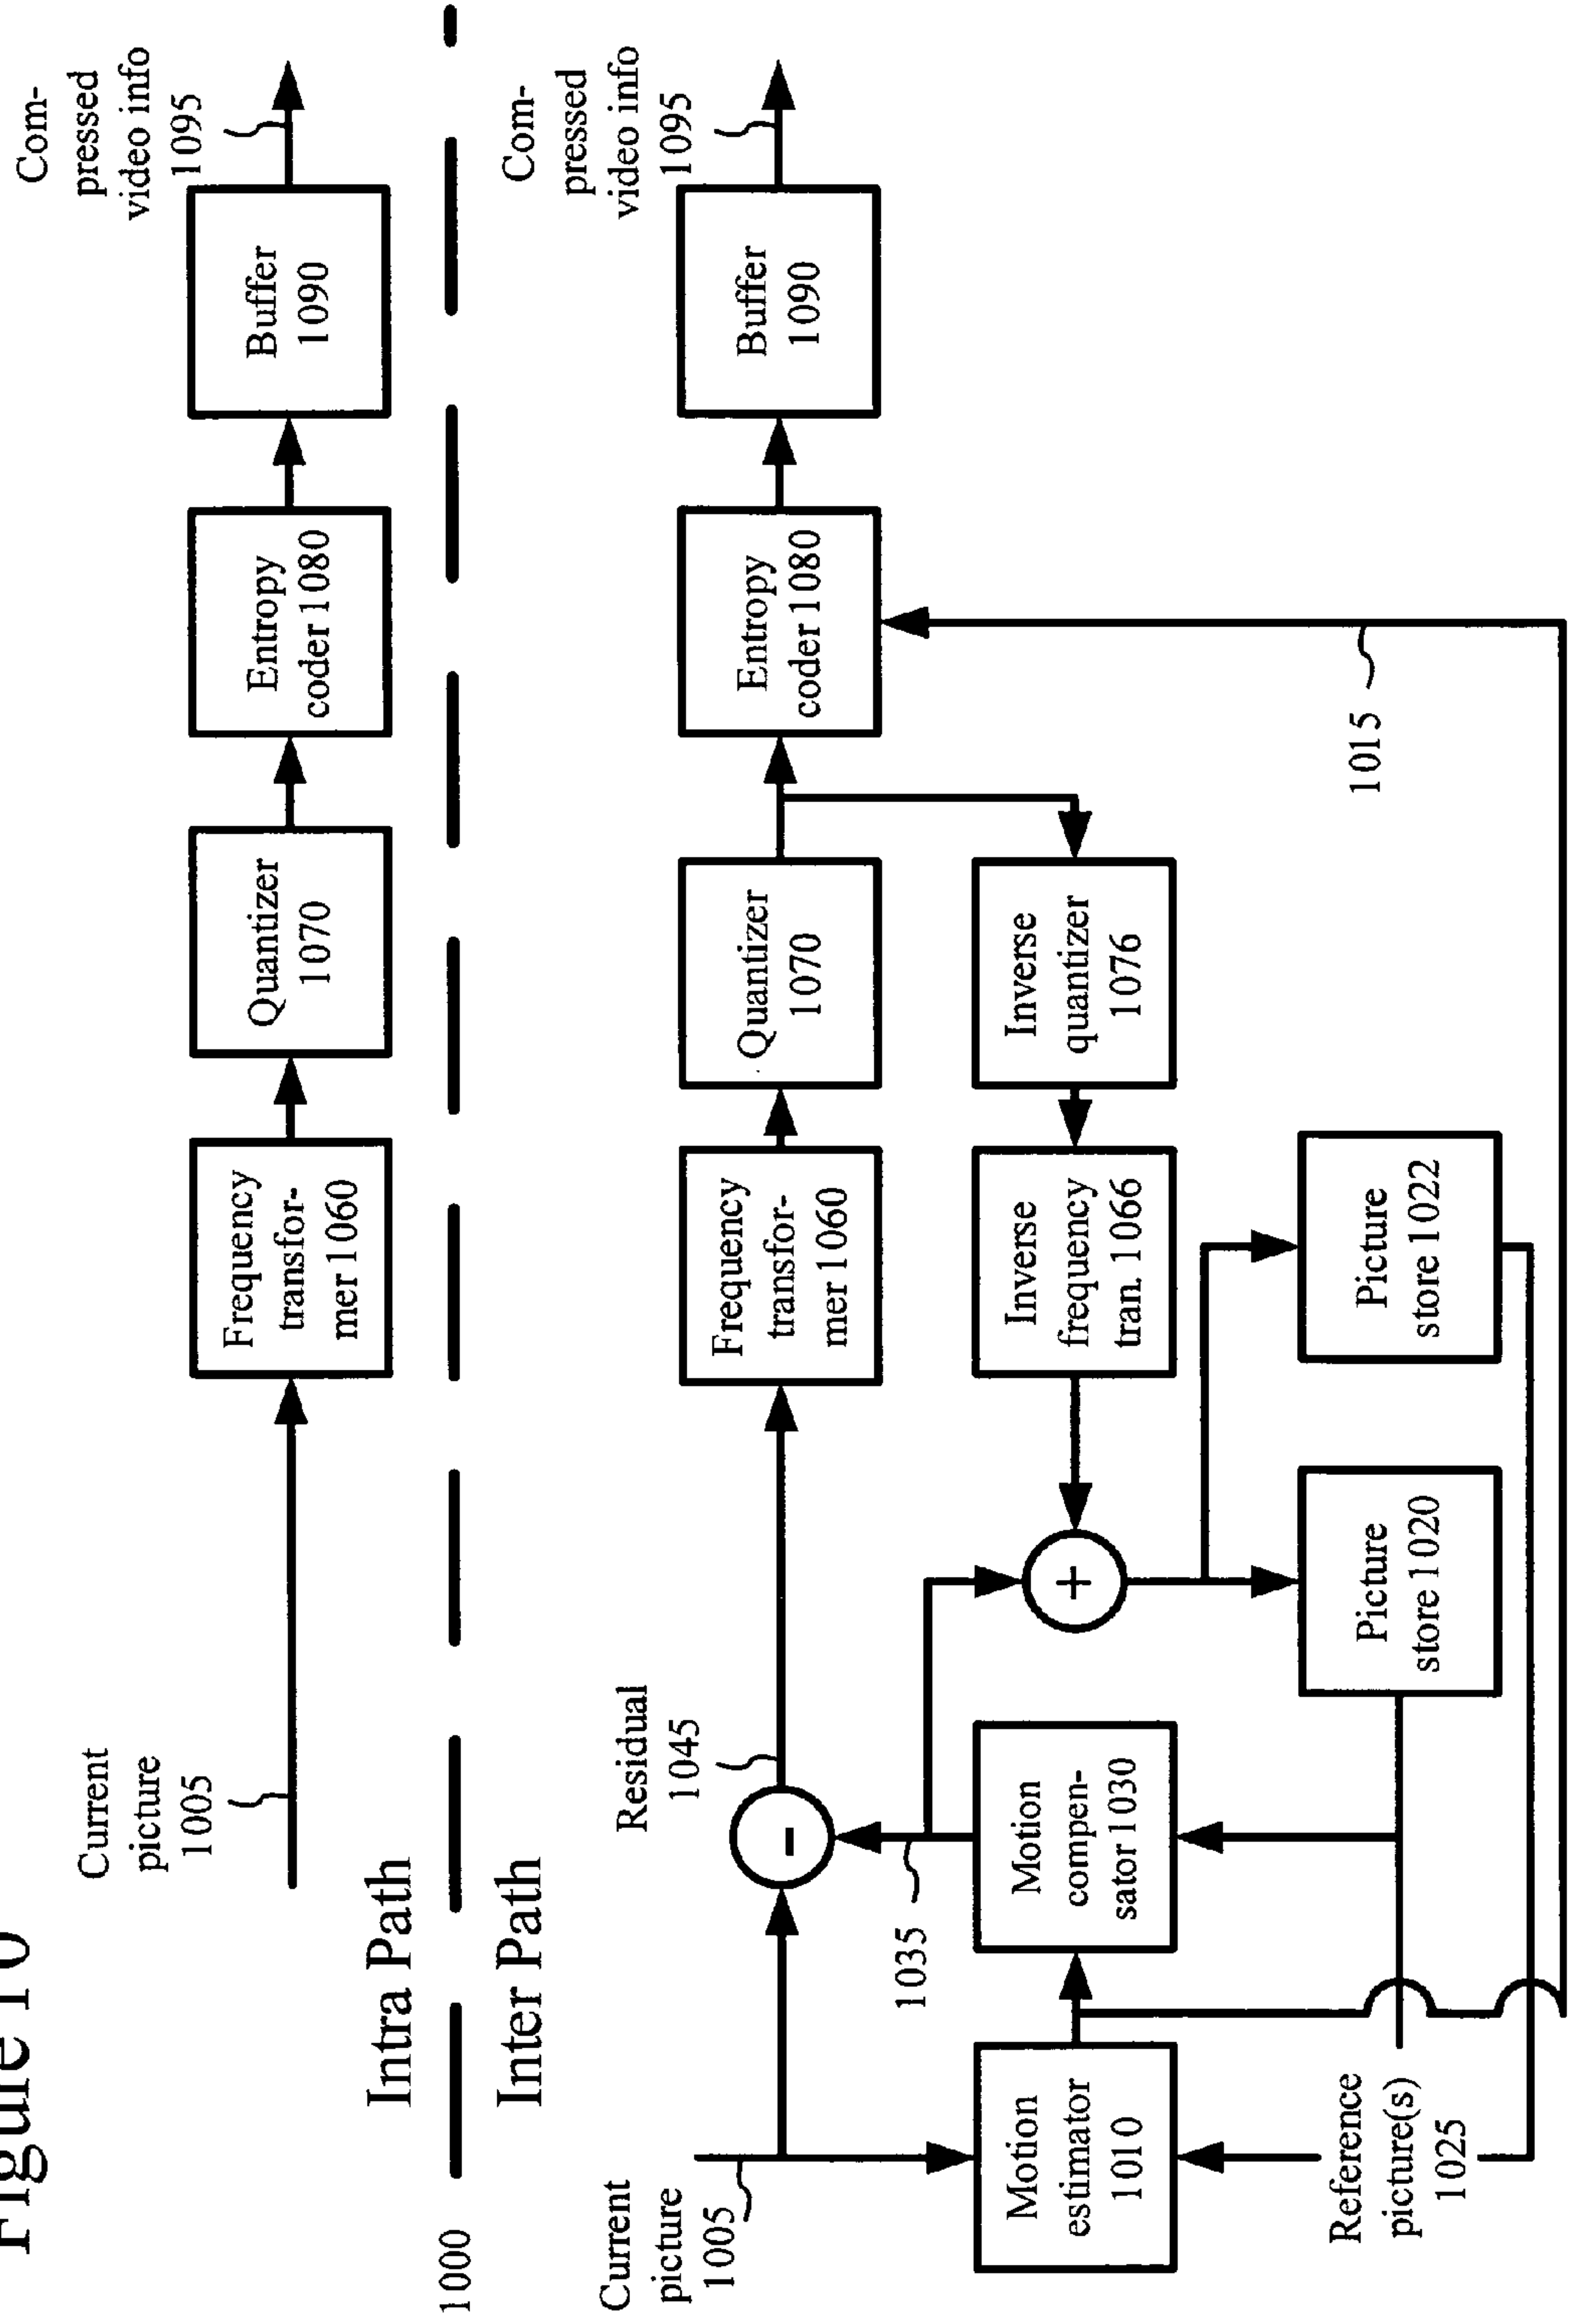 Figure 10
Current
picture
1005
Frequency
transfor-
mer 1060
Quantizer
1070
Entropy
coder 1080
Buffer
1090
Com-
pressed
video info
1095
Intra Path
1000
Inter Path
Current
picture
1005
Residual
1045
Frequency
transfor-
mer 1060
Quantizer
1070
Entropy
coder 1080
Buffer
1090
Com-
pressed
video info
1095
1035
Motion
estimator
1010
Motion
compen-
sator 1030
+
Inverse
frequency
tran. 1066
Inverse
quantizer
1076
Reference
picture(s)
1025
Picture
store 1020
Picture
store 1022
1015